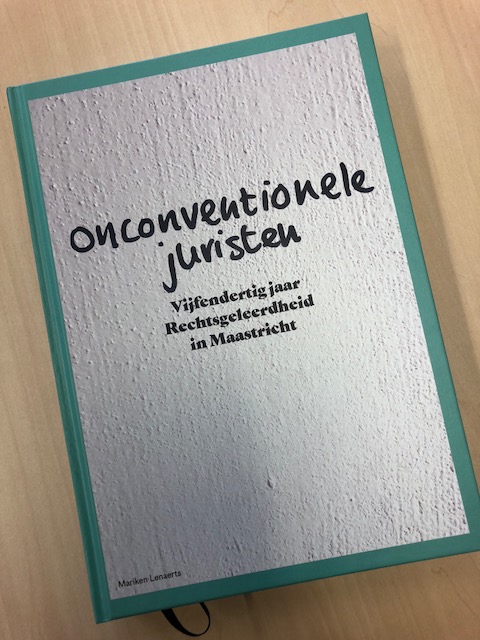 onconventionele
juristen
Vijfendertig jaar
Rechtsgeleerdheid
in Maastricht
Mariken Lenaerts